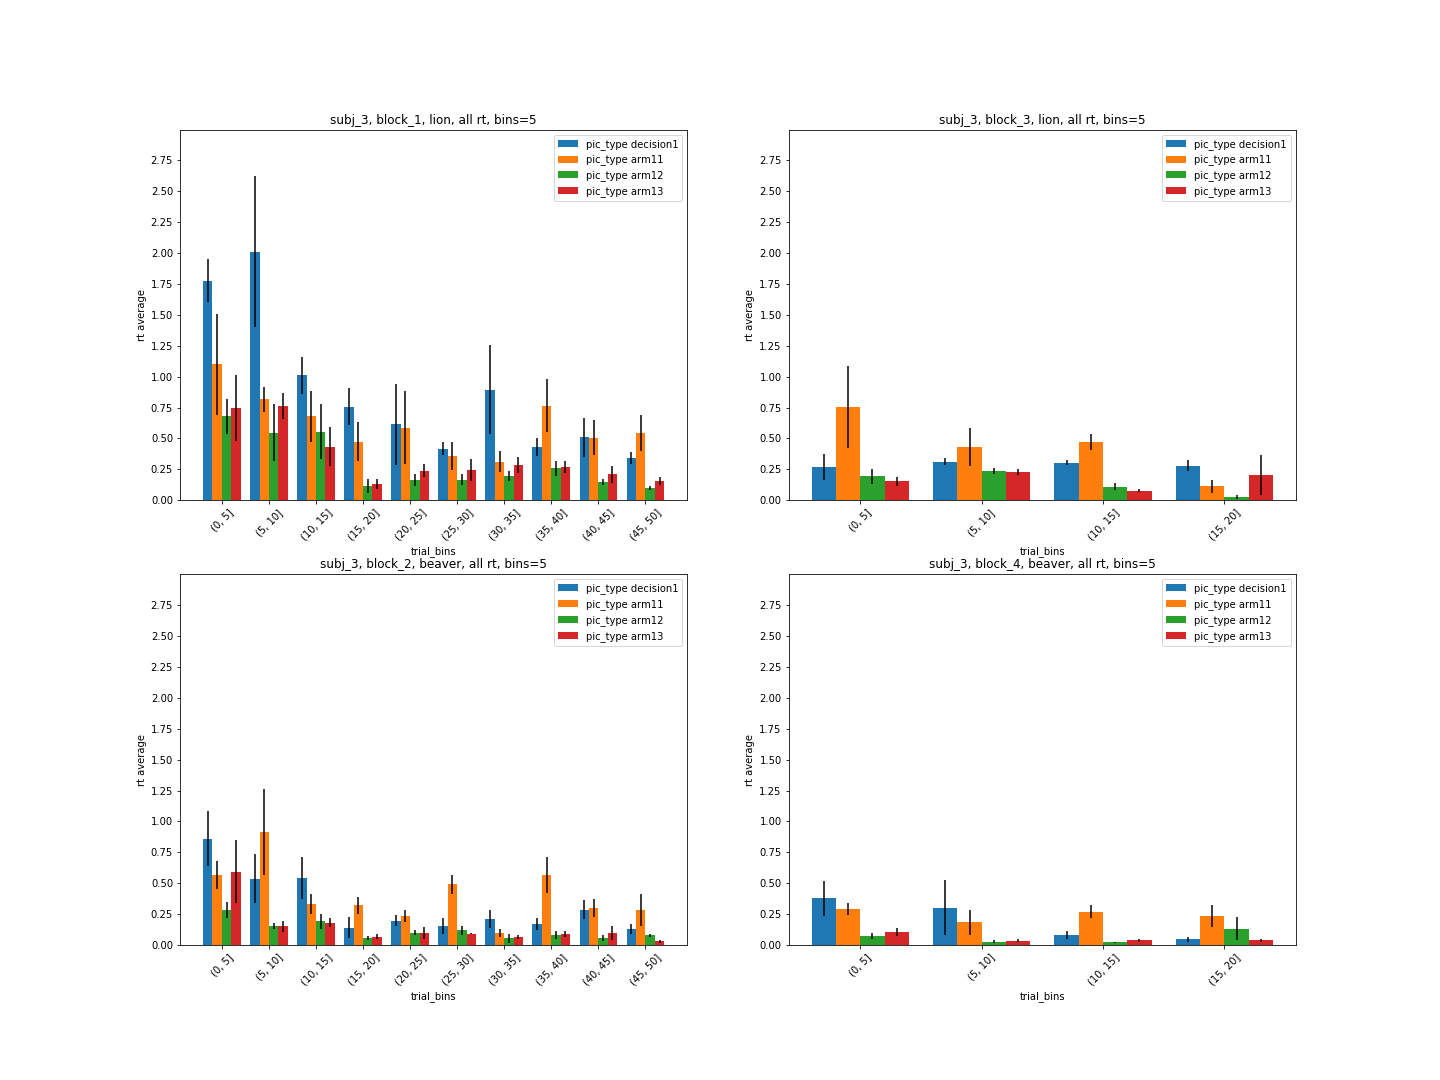 subj_3, block_1, lion, all rt, bins=5
pic_type decision1
pic_type arm11
pic_type arm12
pic_type arm13
rt average
2.75
2.50
2.25
2.00
1.75
1.50
1.25
1.00
0.75
0.50
0.25
0.00
(0, 5]
(5, 10]
(10, 15]
(15, 20]
(20, 25]
(25, 30]
(30, 35]
(35, 40]
(40, 45]
(45, 50]
trial_bins
subj_3, block_3, lion, all rt, bins=5
pic_type decision1
pic_type arm11
pic_type arm12
pic_type arm13
rt average
2.75
2.50
2.25
2.00
1.75
1.50
1.25
1.00
0.75
0.50
0.25
0.00
(0, 5]
(5, 10]
(10, 15]
(15, 20]
trial_bins
subj_3, block_2, beaver, all rt, bins=5
pic_type decision1
pic_type arm11
pic_type arm12
pic_type arm13
rt average
2.75
2.50
2.25
2.00
1.75
1.50
1.25
1.00
0.75
0.50
0.25
0.00
(0, 5]
(5, 10]
(10, 15]
(15, 20]
(20, 25]
(25, 30]
(30, 35]
(35, 40]
(40, 45]
(45, 50]
trial_bins
subj_3, block_4, beaver, all rt, bins=5
pic_type decision1
pic_type arm11
pic_type arm12
pic_type arm13
rt average
2.75
2.50
2.25
2.00
1.75
1.50
1.25
1.00
0.75
0.50
0.25
0.00
(0, 5]
(5, 10]
(10, 15]
(15, 20]
trial_bins